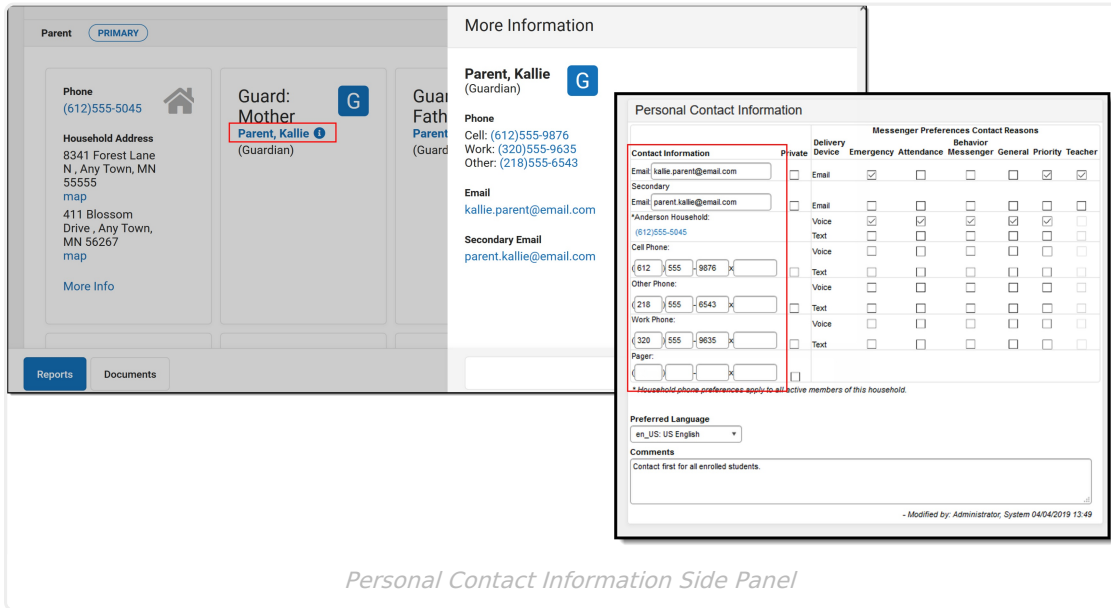 Parent PRIMARY
Phone
(612)555-5045
Household Address
8341 Forest Lane
N , Any Town, MN
55555
map
411 Blossom
Drive , Any Town,
MN 56267
map
More Info
Guard:
Mother
G
Parent, Kallie
(Guardian)
Guar
Fath
Parent
(Guard
Reports
Documents
More Information
Parent, Kallie
(Guardian)
G
Phone
Cell: (612)555-9876
Work: (320)555-9635
Other: (218)555-6543
Email
kallie.parent@email.com
Secondary Email
parent.kallie@email.com
Personal Contact Information
Messenger Preferences Contact Reasons
Contact Information Private Delivery Device Emergency Attendance Behavior Messenger General Priority Teacher
Email: kallie.parent@email.com Email
Secondary
Email: parent.kallie@email.com Email
*Anderson Household: Voice
(612)555-5045 Text
Cell Phone: Voice
( 612 ) 555 - 9876 x Text
Other Phone: Voice
( 218 ) 555 - 6543 x Text
Work Phone: Voice
( 320 ) 555 - 9635 x Text
Pager:
( ) - x
* Household phone preferences apply to all active members of this household.
Preferred Language
en_US: US English
Comments
Contact first for all enrolled students.
- Modified by: Administrator, System 04/04/2019 13:49
Personal Contact Information Side Panel